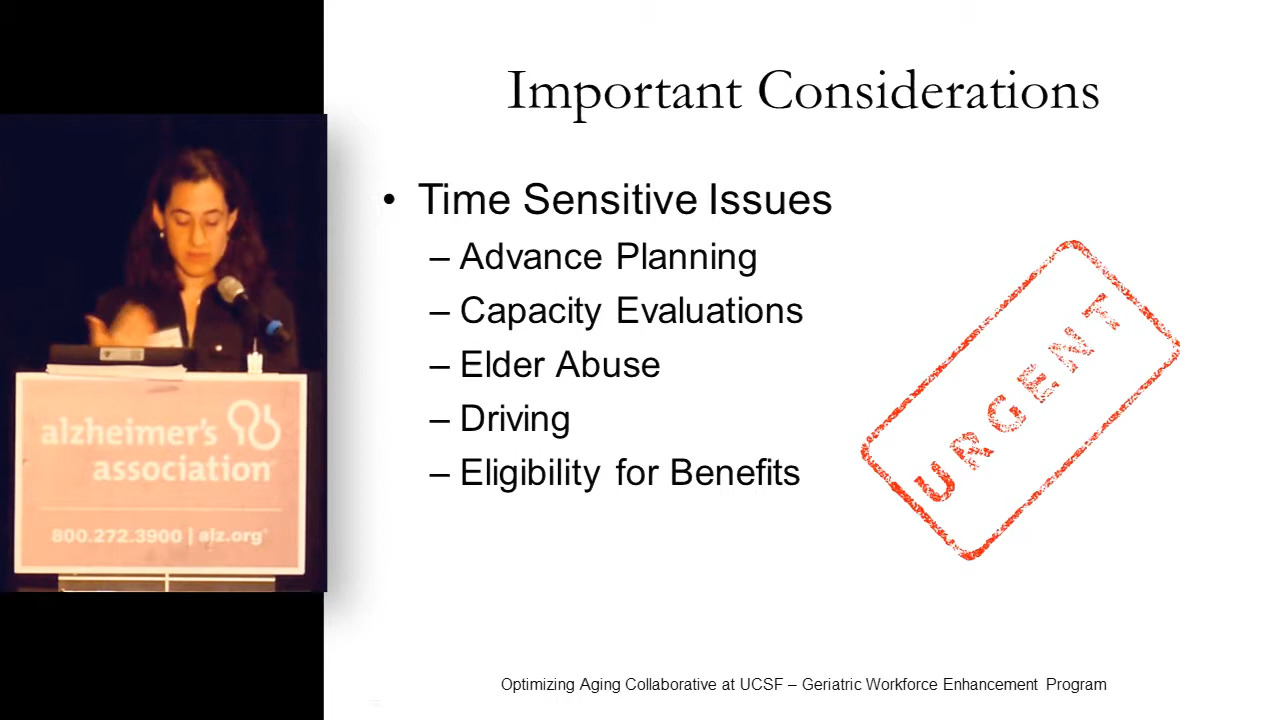 Important Considerations
• Time Sensitive Issues
– Advance Planning
– Capacity Evaluations
– Elder Abuse
– Driving
– Eligibility for Benefits
URGENT
alzheimer's
association
800.272.3900 | alz.org
Optimizing Aging Collaborative at UCSF – Geriatric Workforce Enhancement Program